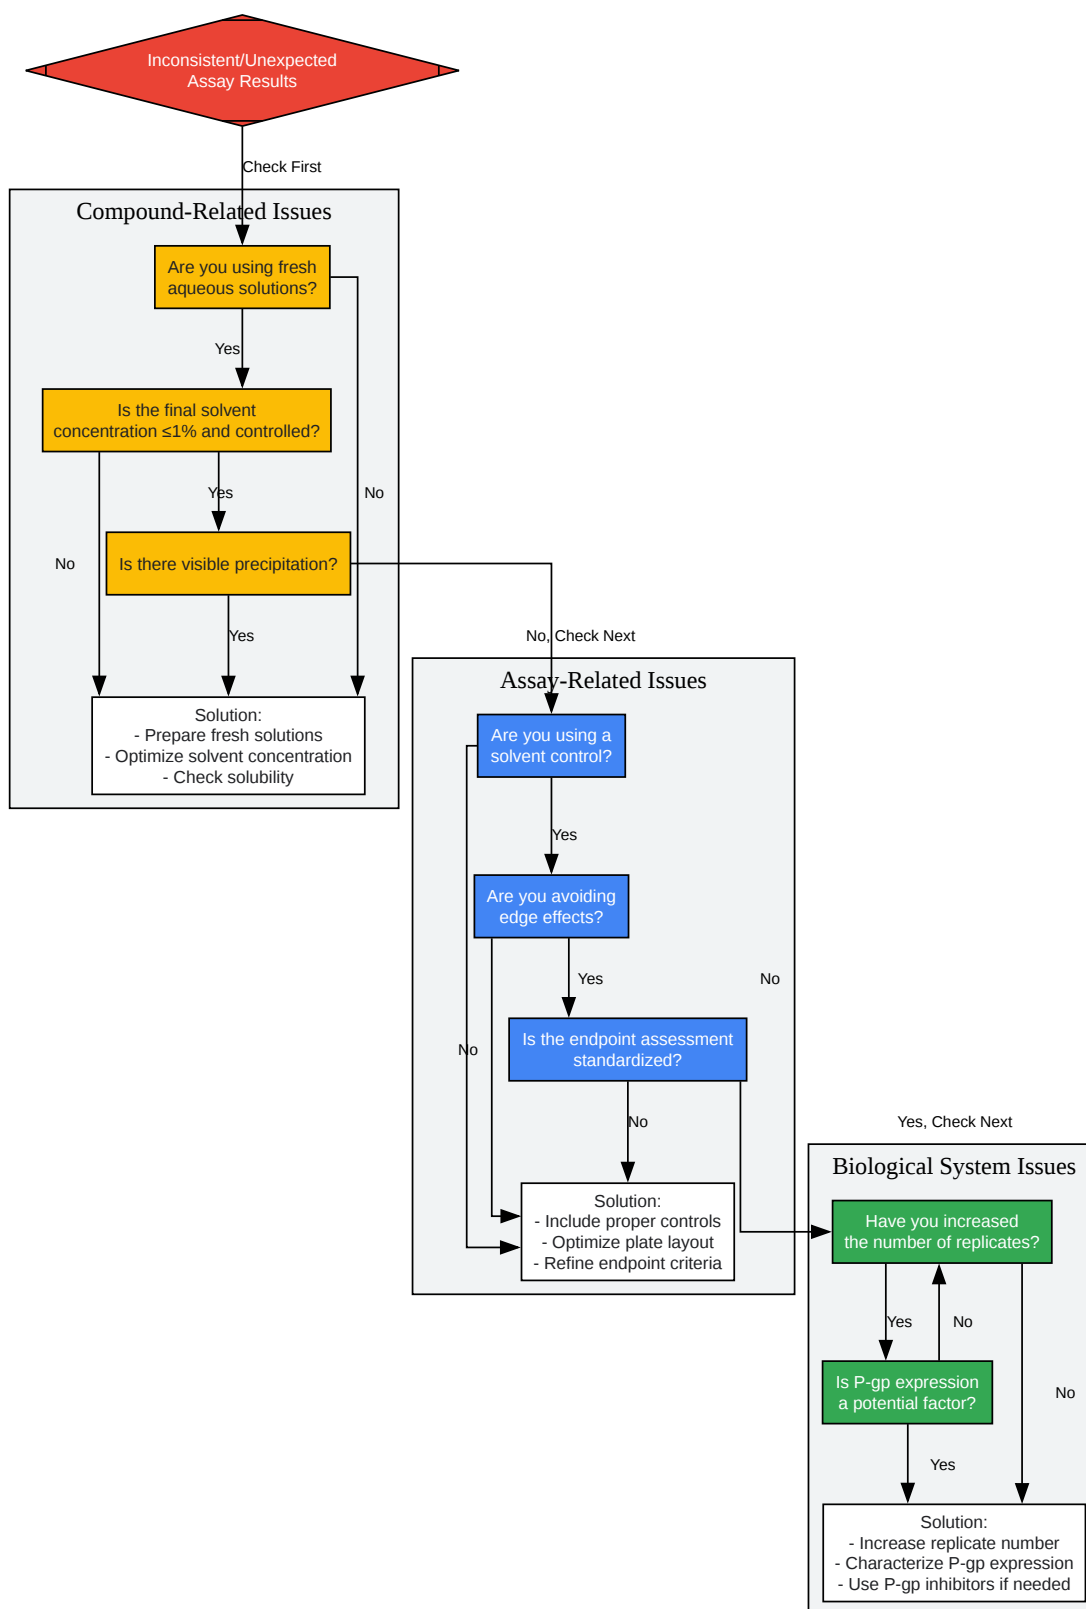 Inconsistent/Unexpected
Assay Results
Check First
Compound-Related Issues
Are you using fresh
aqueous solutions?
Yes
Is the final solvent
concentration ≤1% and controlled?
Yes
No
Is there visible precipitation?
No
Yes
No, Check Next
Solution:
- Prepare fresh solutions
- Optimize solvent concentration
- Check solubility
Assay-Related Issues
Are you using a
solvent control?
Yes
Are you avoiding
edge effects?
Yes
No
Is the endpoint assessment
standardized?
No
No
Yes, Check Next
Solution:
- Include proper controls
- Optimize plate layout
- Refine endpoint criteria
Biological System Issues
Have you increased
the number of replicates?
Yes
No
Is P-gp expression
a potential factor?
No
Yes
Solution:
- Increase replicate number
- Characterize P-gp expression
- Use P-gp inhibitors if needed